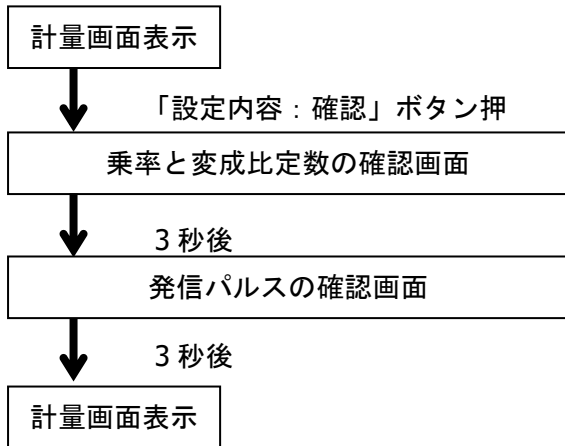 計量画面表示
「設定内容：確認」ボタン押
乗率と変成比定数の確認画面
3秒後
発信パルスの確認画面
3秒後
計量画面表示